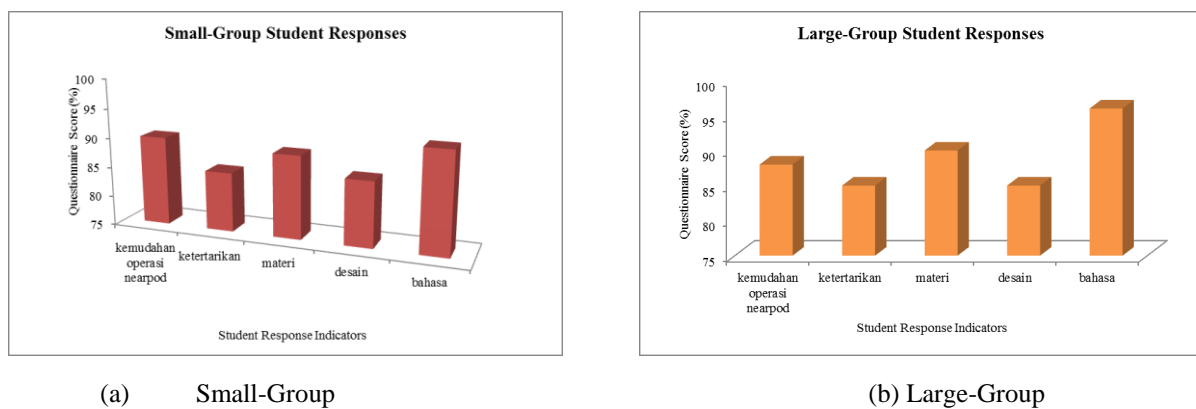 Small-Group Student Responses
Questionnaire Score (%)
100
95
90
85
80
75
kemudahan
operasi
nearpod
ketertarikan
materi
desain
bahasa
Student Response Indicators
(a) Small-Group
Large-Group Student Responses
Questionnaire Score (%)
100
95
90
85
80
75
kemudahan
operasi
nearpod
ketertarikan
materi
desain
bahasa
Student Response Indicators
(b) Large-Group